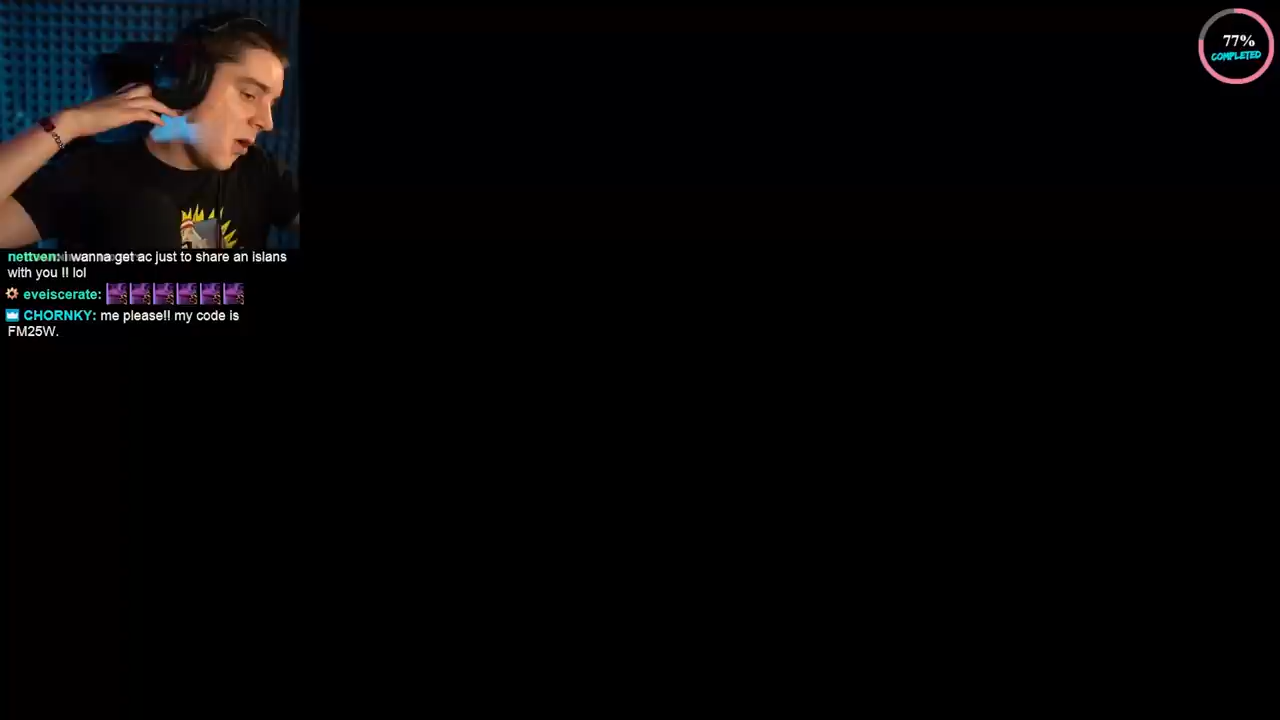 77%
COMPLETED
nettven: i wanna get ac just to share an islans
with you !! lol
eveiscerate:
CHORNKY: me please!! my code is
FM25W.